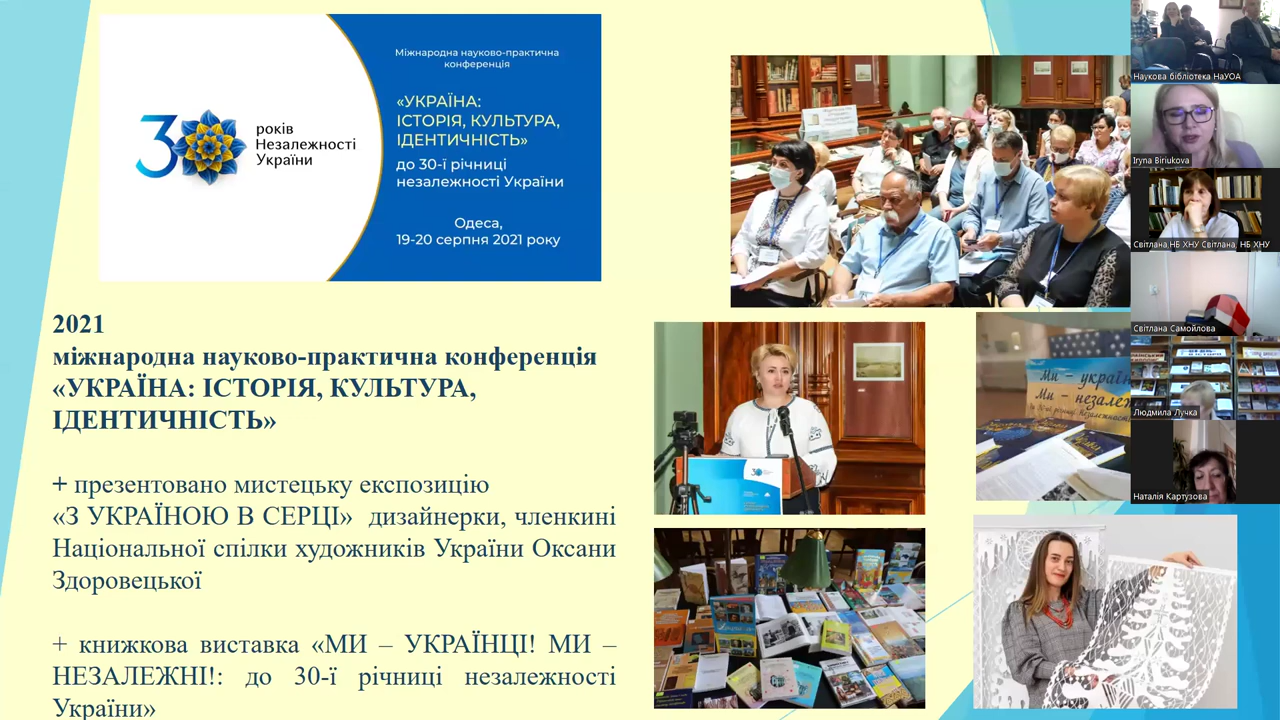 Міжнародна науково-практична
конференція
«УКРАЇНА:
ІСТОРІЯ, КУЛЬТУРА,
ІДЕНТИЧНІСТЬ»
до 30-ї річниці
незалежності України
Одеса,
19-20 серпня 2021 року
30
років
Незалежності
України
2021
міжнародна науково-практична конференція
«УКРАЇНА: ІСТОРІЯ, КУЛЬТУРА,
ІДЕНТИЧНІСТЬ»
+ презентовано мистецьку експозицію
«З УКРАЇНОЮ В СЕРЦІ» дизайнерки, членкині
Національної спілки художників України Оксани
Здоровецької
+ книжкова виставка «МИ – УКРАЇНЦІ! МИ –
НЕЗАЛЕЖНІ!: до 30-ї річниці незалежності
України»
30
Ми - україн
Ми - незалеж
Наукова бібліотека НаУОА
Iryna Biriukova
Світлана,НБ ХНУ Світлана, НБ ХНУ
Світлана Самойлова
Людмила Лучка
Наталія Картузова